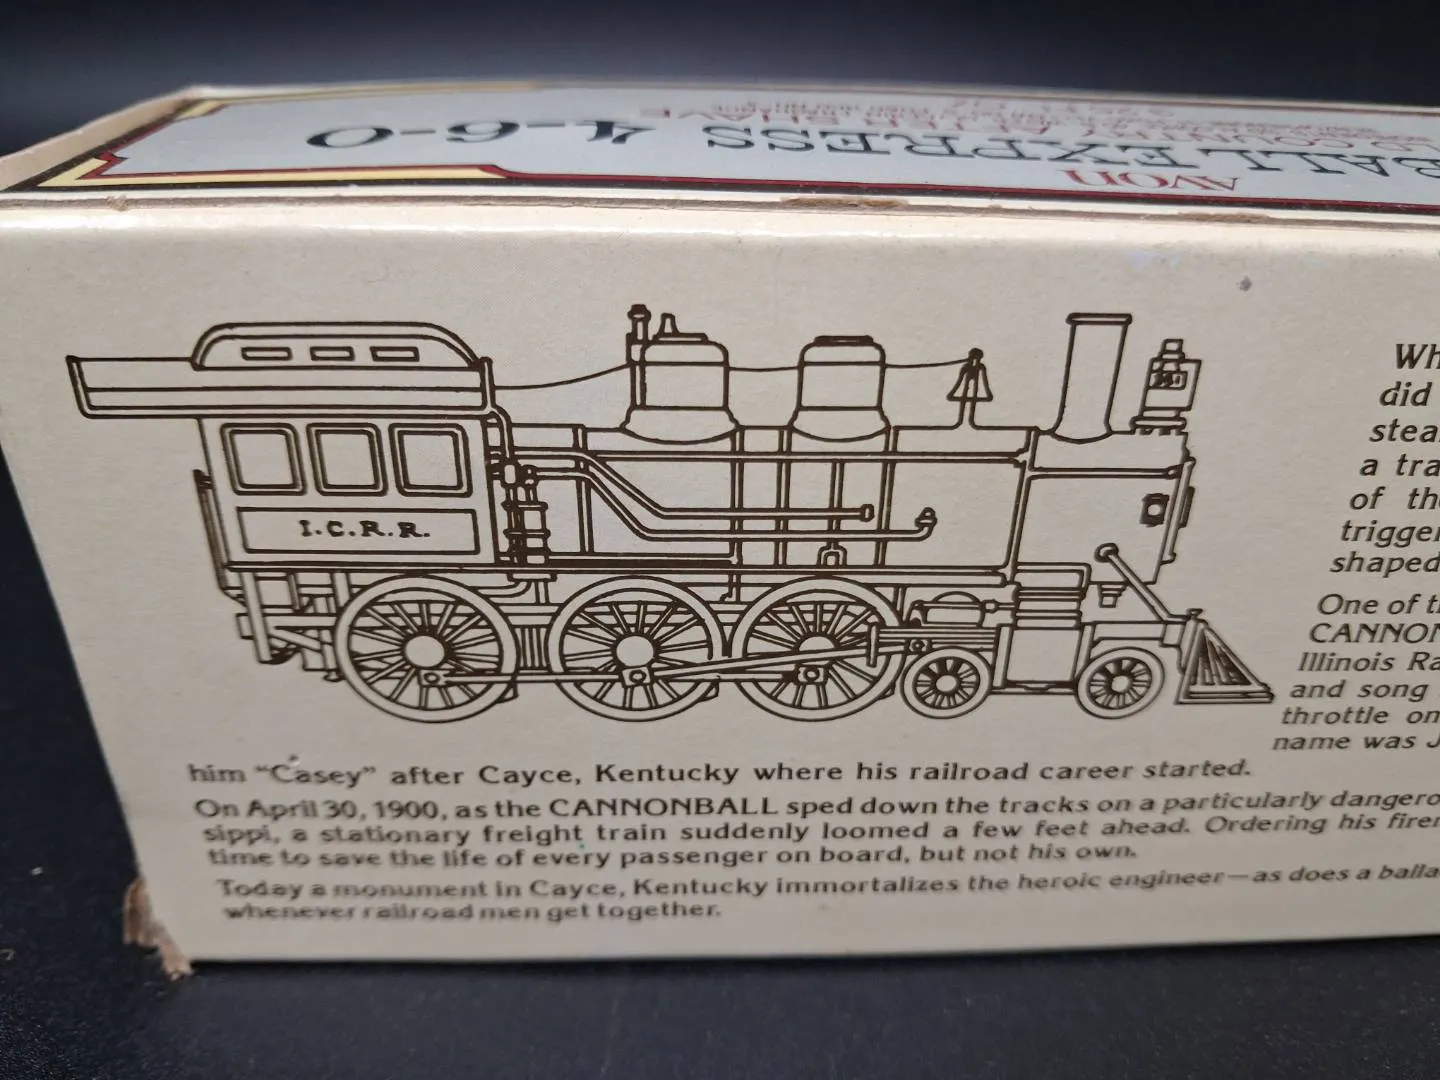 4-6-0
BALL EXPRESS
AVON
I.C.R.R.
Wh
did
stea
a tra
of the
trigger
shaped
One of th
CANNON
Illinois Ra
and song
throttle on
name was J
him "Casey" after Cayce, Kentucky where his railroad career started.
On April 30, 1900, as the CANNONBALL sped down the tracks on a particularly dangero
sippi, a stationary freight train suddenly loomed a few feet ahead. Ordering his firem
time to save the life of every passenger on board, but not his own.
Today a monument in Cayce, Kentucky immortalizes the heroic engineer—as does a balla
whenever railroad men get together.